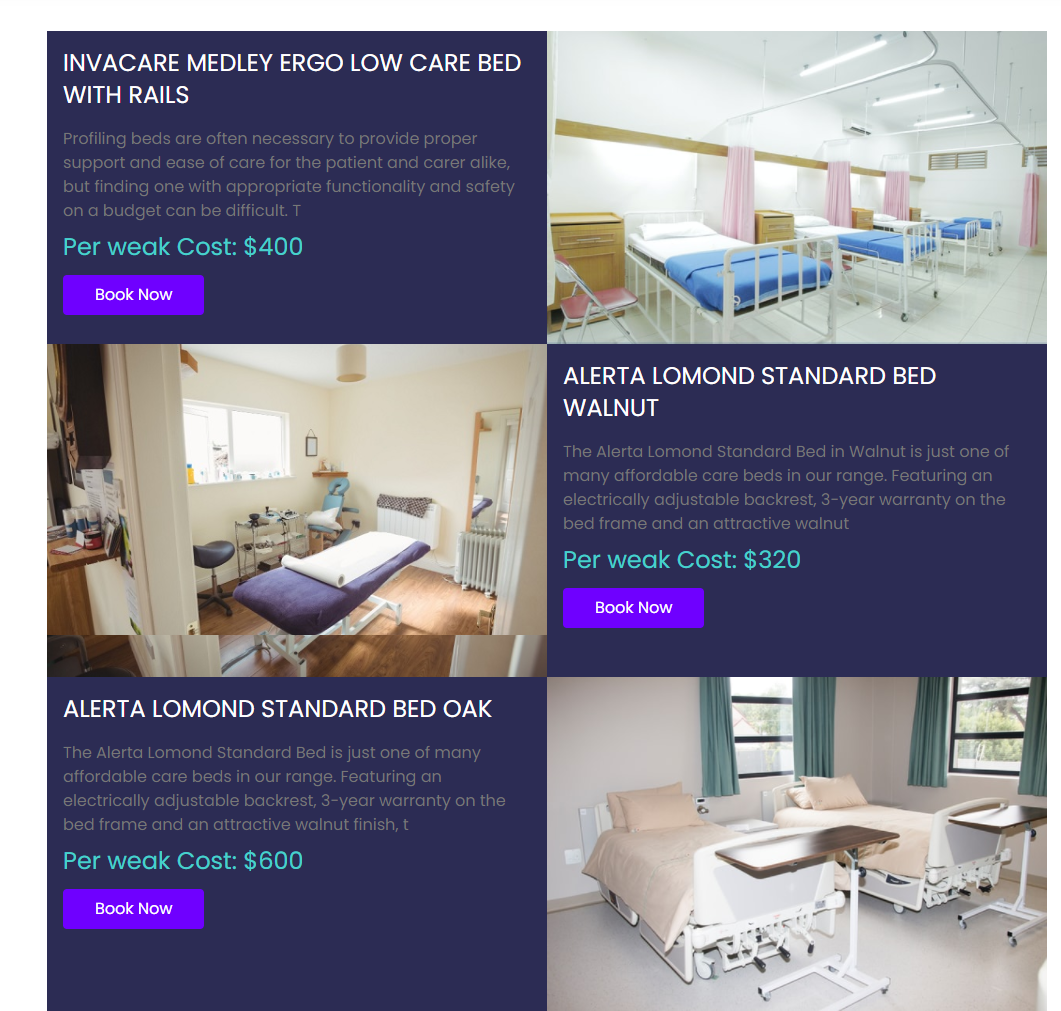 INVACARE MEDLEY ERGO LOW CARE BED
WITH RAILS
Profiling beds are often necessary to provide proper
support and ease of care for the patient and carer alike,
but finding one with appropriate functionality and safety
on a budget can be difficult. T
Per weak Cost: $400
Book Now
ALERTA LOMOND STANDARD BED
WALNUT
The Alerta Lomond Standard Bed in Walnut is just one of
many affordable care beds in our range. Featuring an
electrically adjustable backrest, 3-year warranty on the
bed frame and an attractive walnut
Per weak Cost: $320
Book Now
ALERTA LOMOND STANDARD BED OAK
The Alerta Lomond Standard Bed is just one of many
affordable care beds in our range. Featuring an
electrically adjustable backrest, 3-year warranty on the
bed frame and an attractive walnut finish, t
Per weak Cost: $600
Book Now